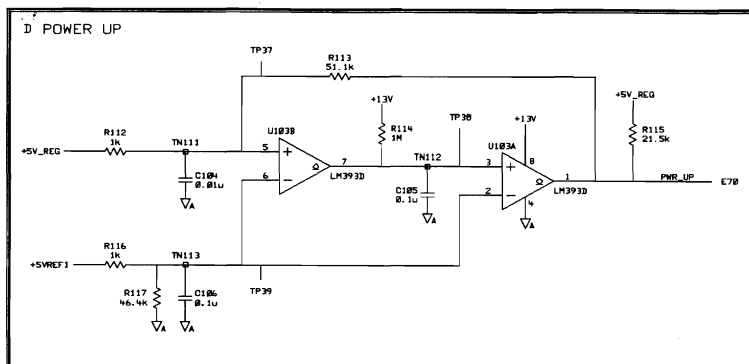 D POWER UP
TP37
R113
51.1k
+13V
+5V_REG
R114
1M
TP38
+13V
R115
21.5k
R112
1k
TN111
U103B
U103A
+5V_REG
5
+
7
TN112
3
+
8
1
PWR_UP
E70
C104
0.01u
Ω
LM393D
Ω
LM393D
6
−
C105
0.1u
2
−
4
A
A
A
R116
1k
TN113
+5VREF1
R117
46.4k
C106
0.1u
TP39
A
A